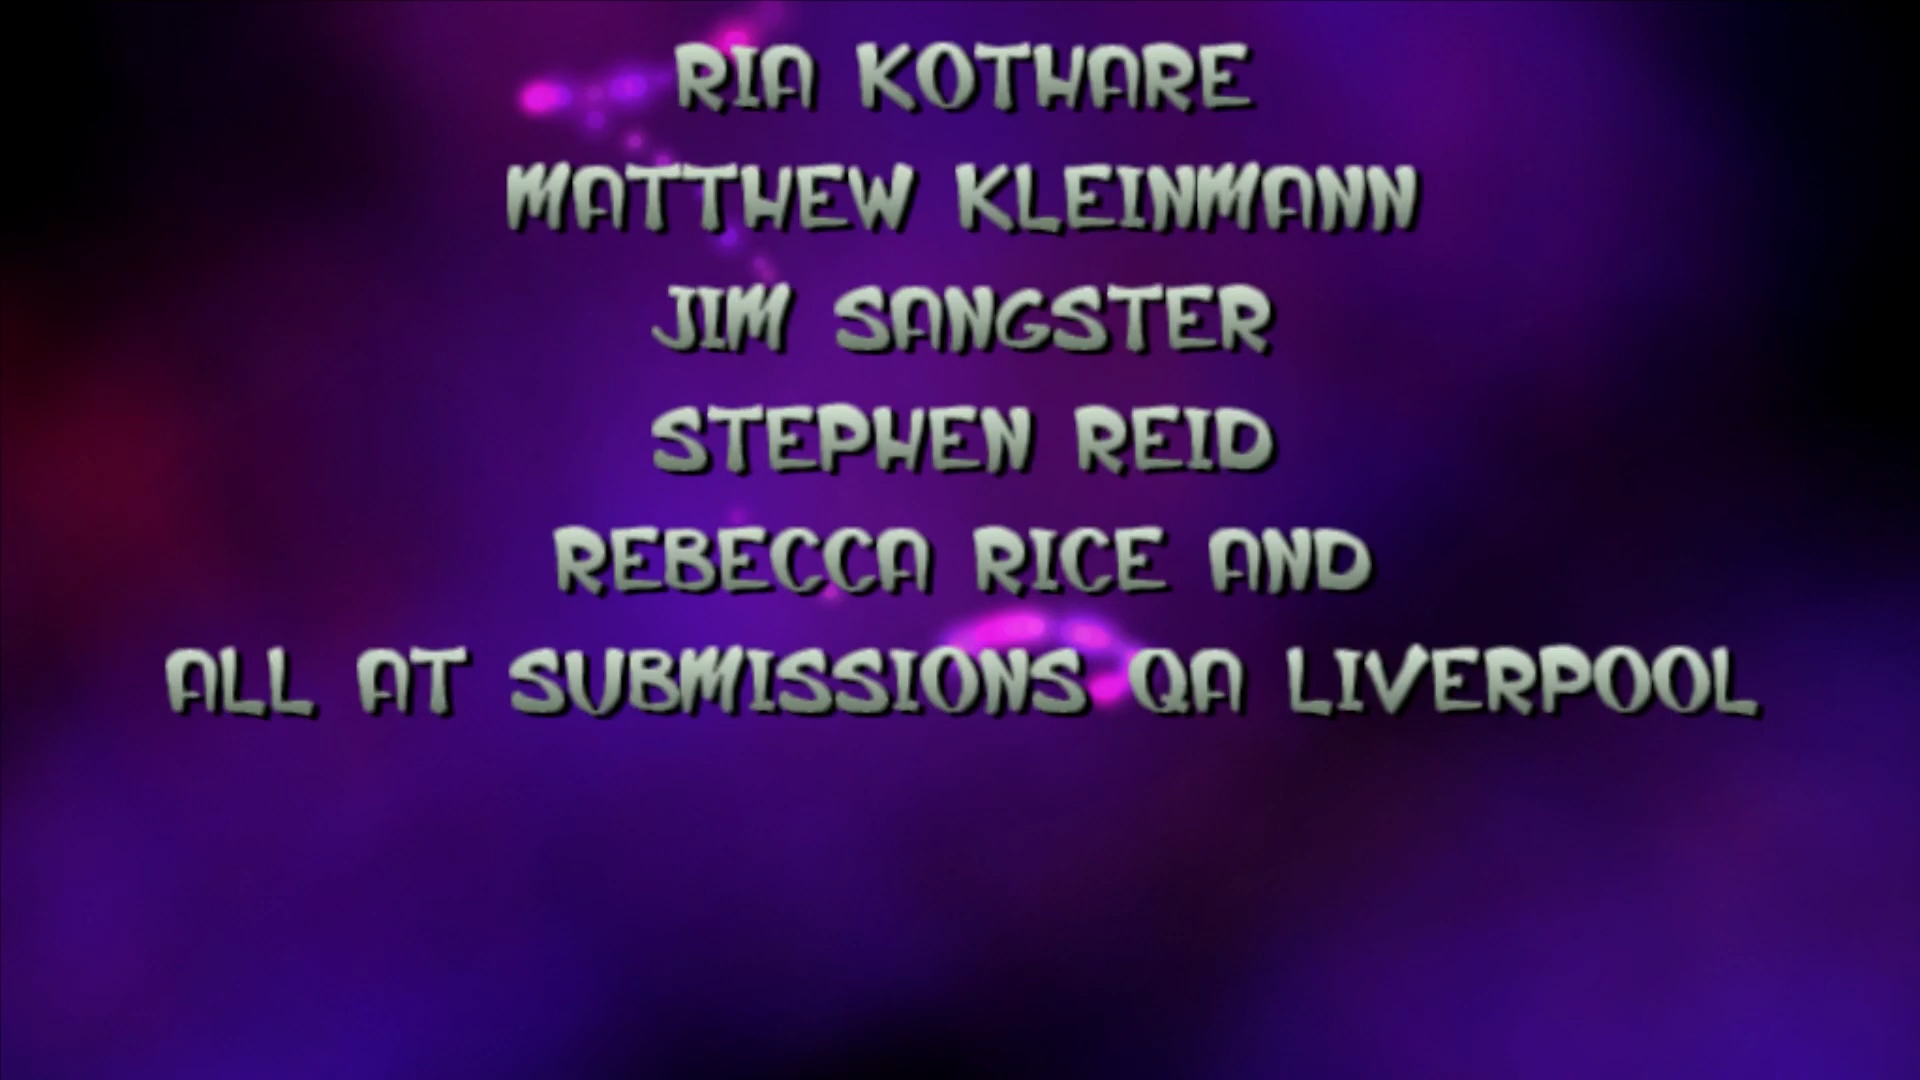 RIA KOTHARE
MATTHEW KLEINMANN
JIM SANGSTER
STEPHEN REID
REBECCA RICE AND
ALL AT SUBMISSIONS QA LIVERPOOL